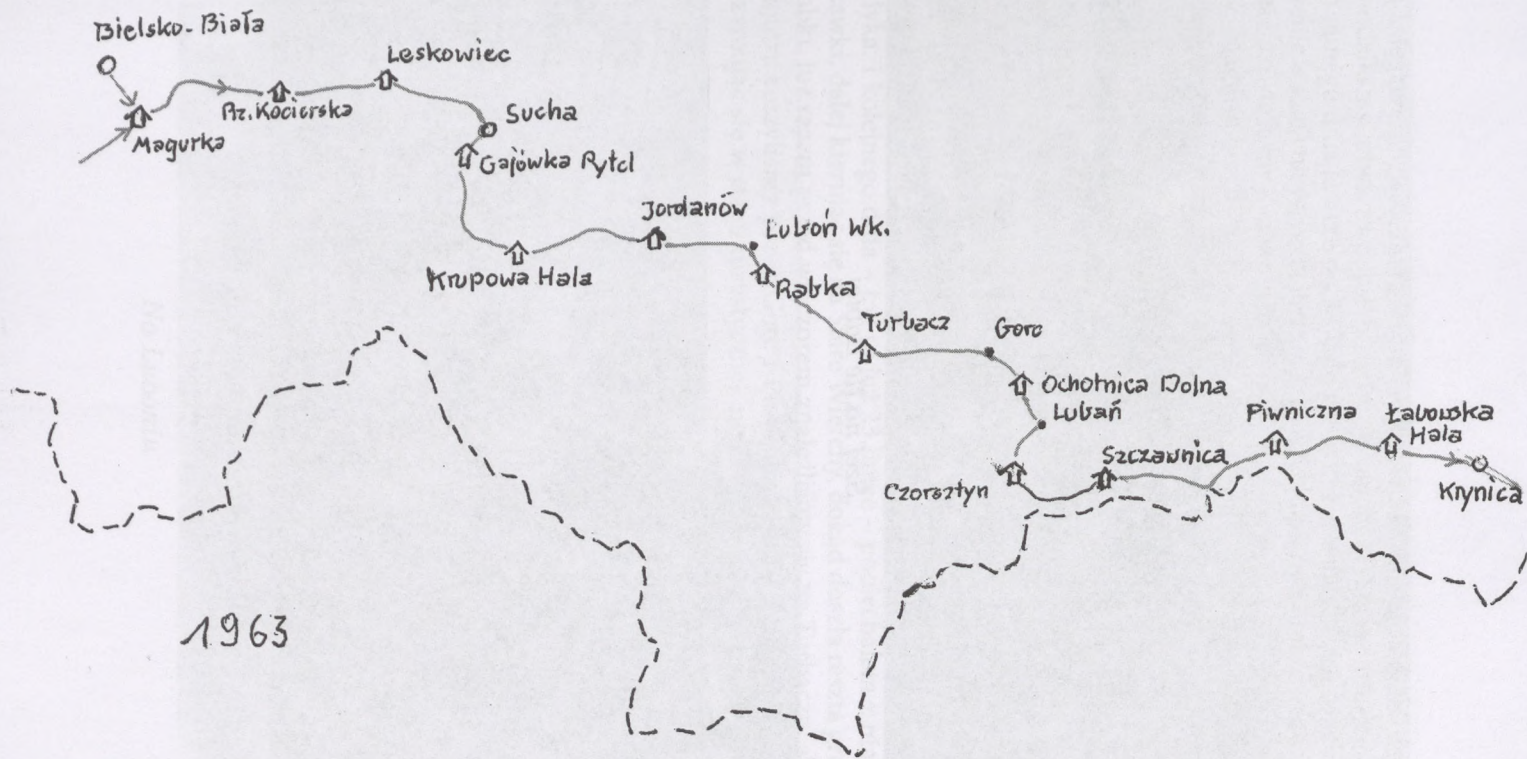 Bielsko-Biała
Magurka
Prz. Kocierska
Leskowiec
Sucha
Gajówka Rytel
Krupowa Hala
Jordanów
Luboń Wk.
Rabka
Turbacz
Gorc
Ochotnica Dolna
Lubań
Czorsztyn
Szczawnica
Piwniczna
Łabowska
Hala
Krynica
1963